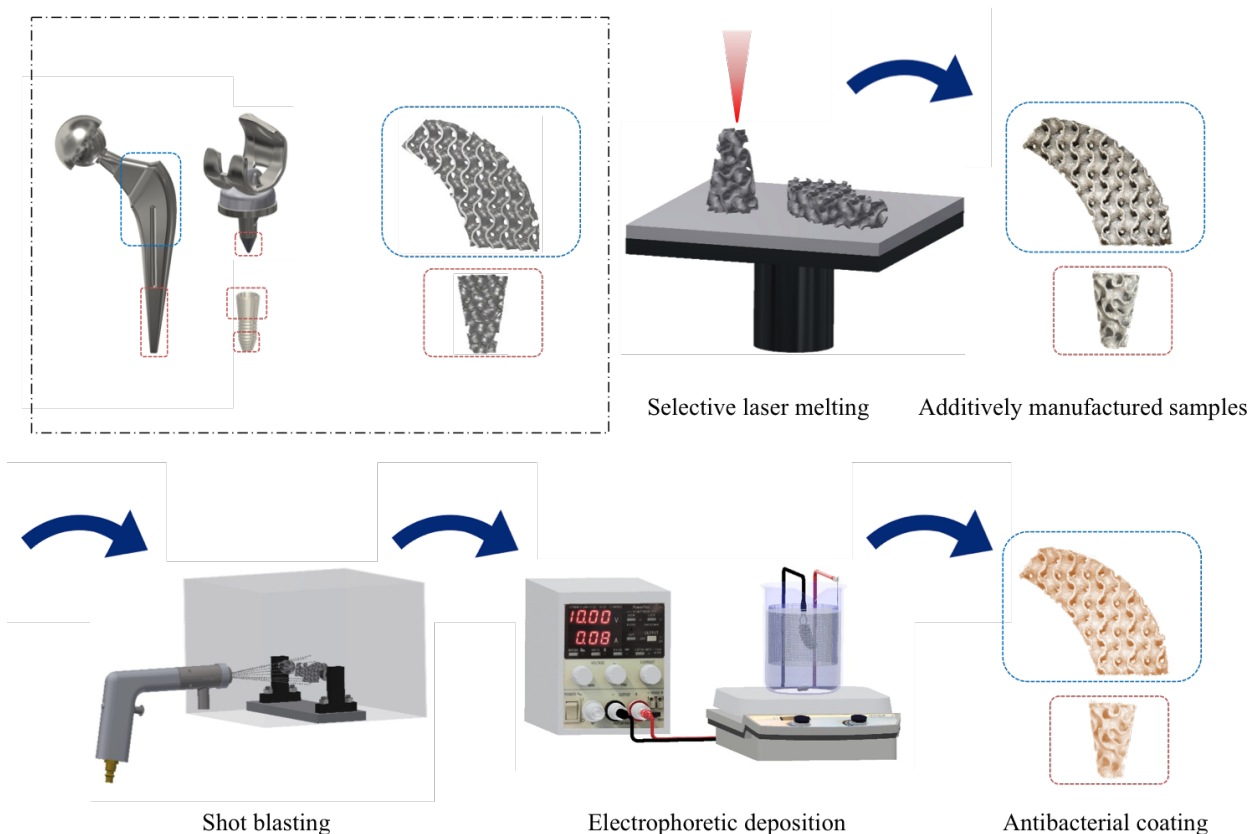 Selective laser melting
Additively manufactured samples
10.00 V
0.08 A
Shot blasting
Electrophoretic deposition
Antibacterial coating